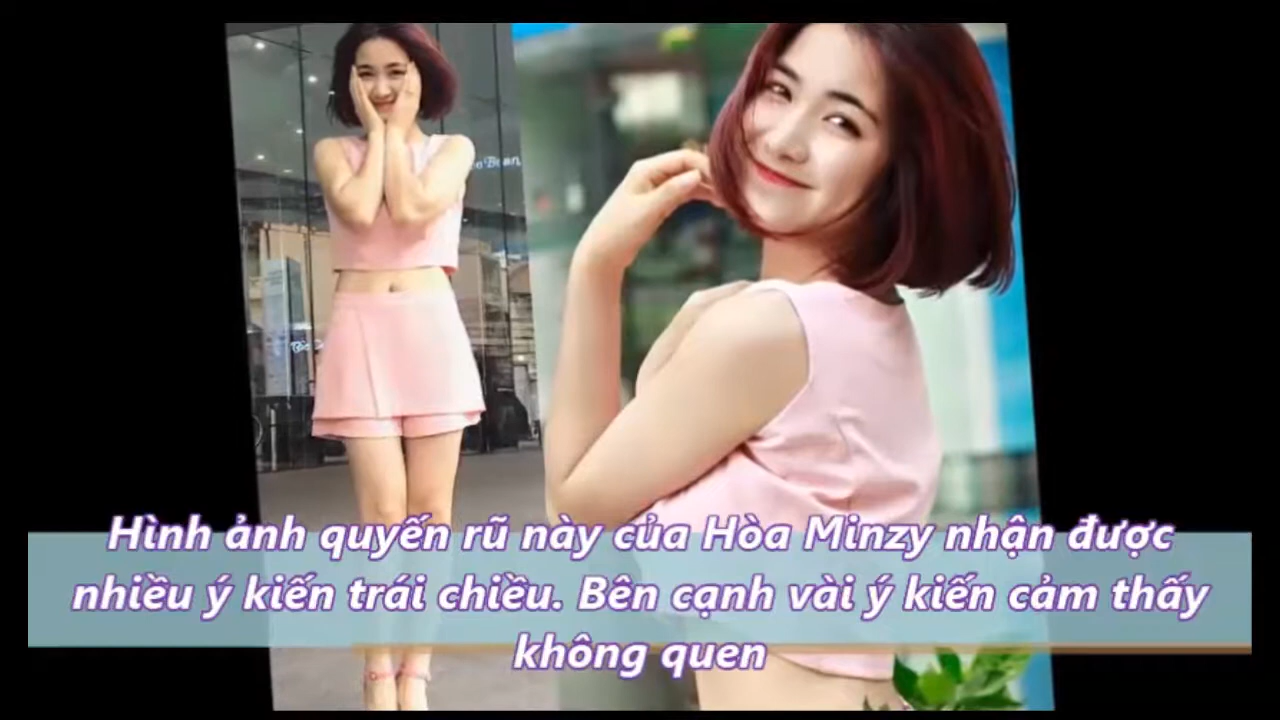 Hình ảnh quyến rũ này của Hòa Minzy nhận được
nhiều ý kiến trái chiều. Bên cạnh vài ý kiến cảm thấy
không quen